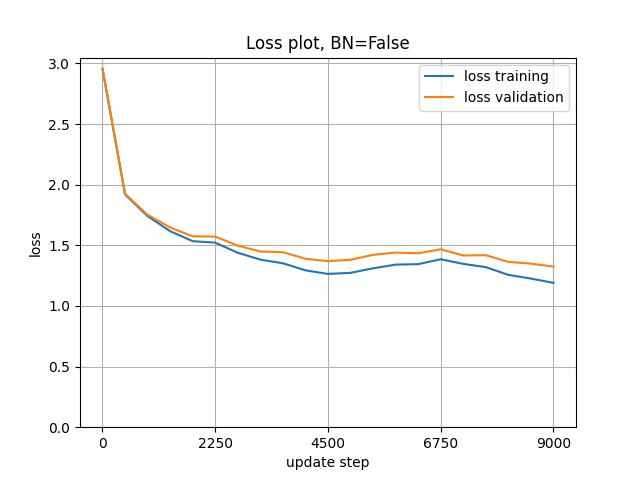 Loss plot, BN=False
loss training
loss validation
3.0
2.5
2.0
1.5
1.0
0.5
0.0
loss
0
2250
4500
6750
9000
update step